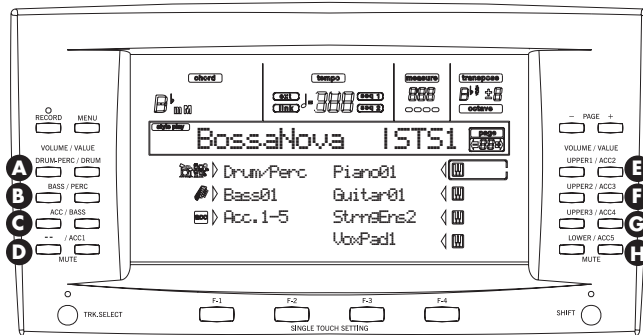 chord tempo measure transpose
ext seq 1
link seq 2
octave
style play BossaNova ISTS1 page
RECORD MENU
− PAGE +
VOLUME / VALUE
VOLUME / VALUE
A DRUM-PERC / DRUM
Drum/Perc Piano01
UPPER1 / ACC2 E
B BASS / PERC
Bass01 Guitar01
UPPER2 / ACC3 F
C ACC / BASS
ACC Acc.1-5 StrngEns2
UPPER3 / ACC4 G
D -- / ACC1
VoxPad1
LOWER / ACC5 H
MUTE
MUTE
TRK.SELECT
F-1 F-2 F-3 F-4
SHIFT
SINGLE TOUCH SETTING